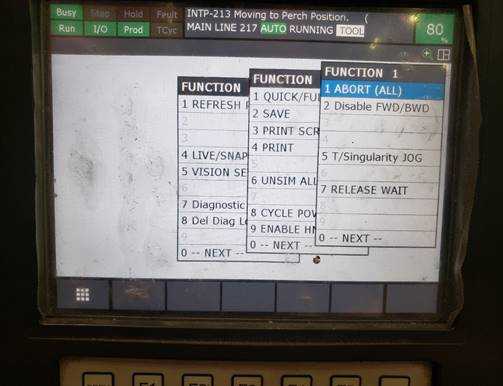 Busy Step Hold Fault
INTP-213 Moving to Perch Position. (
Run I/O Prod TCyc
MAIN LINE 217 AUTO RUNNING TOOL
80
%
FUNCTION
1 REFRESH
2
3
4 LIVE/SNAP
5 VISION SE
6
7 Diagnostic
8 Del Diag L
9
0 -- NEXT --
FUNCTION
1 QUICK/FU
2 SAVE
3 PRINT SCR
4 PRINT
5
6 UNSIM ALL
8 CYCLE POW
9 ENABLE HM
0 -- NEXT --
FUNCTION 1
1 ABORT (ALL)
2 Disable FWD/BWD
3
4
5 T/Singularity JOG
7 RELEASE WAIT
0 -- NEXT --